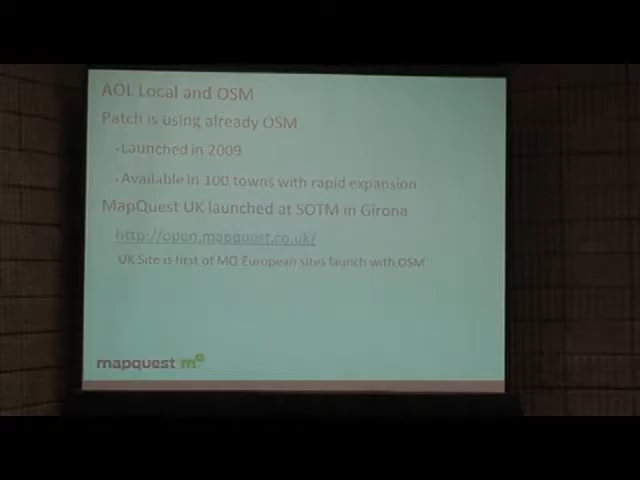 AOL Local and OSM
Patch is using already OSM
•Launched in 2009
•Available in 100 towns with rapid expansion
MapQuest UK launched at SOTM in Girona
http://open.mapquest.co.uk/
UK Site is first of MQ European sites launch with OSM
mapquest m